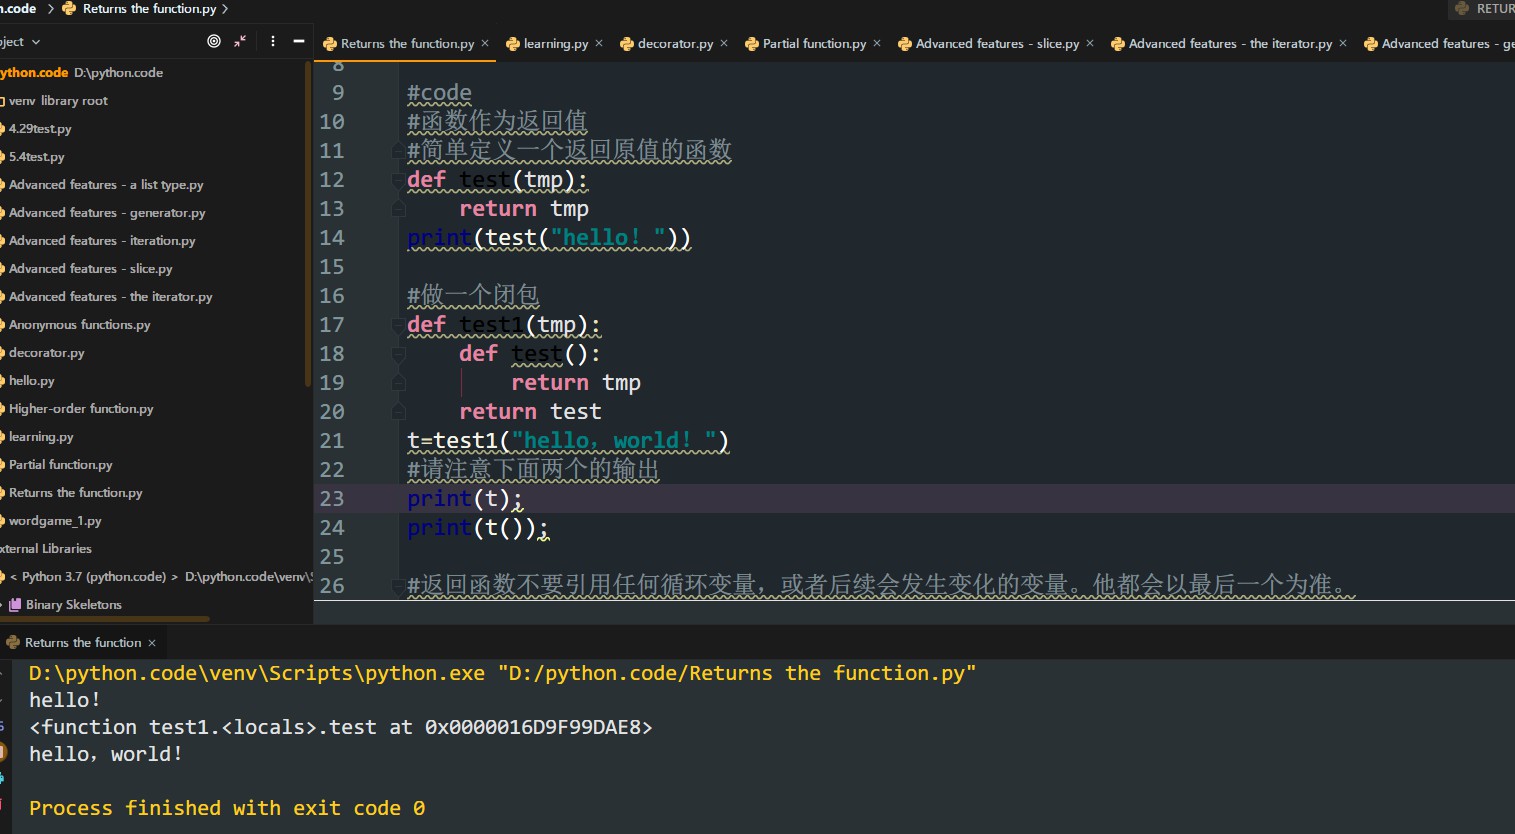 n.code > Returns the function.py >
RETUR
ject
Returns the function.py × learning.py × decorator.py × Partial function.py × Advanced features - slice.py × Advanced features - the iterator.py × Advanced features - ge
ython.code D:\python.code
venv library root
4.29test.py
5.4test.py
Advanced features - a list type.py
Advanced features - generator.py
Advanced features - iteration.py
Advanced features - slice.py
Advanced features - the iterator.py
Anonymous functions.py
decorator.py
hello.py
Higher-order function.py
learning.py
Partial function.py
Returns the function.py
wordgame_1.py
xternal Libraries
< Python 3.7 (python.code) > D:\python.code\venv\S
Binary Skeletons
8
9 #code
10 #函数作为返回值
11 #简单定义一个返回原值的函数
12 def test(tmp):
13 return tmp
14 print(test("hello！"))
15
16 #做一个闭包
17 def test1(tmp):
18 def test():
19 return tmp
20 return test
21 t=test1("hello，world！")
22 #请注意下面两个的输出
23 print(t);
24 print(t());
25
26 #返回函数不要引用任何循环变量，或者后续会发生变化的变量。他都会以最后一个为准。
Returns the function ×
D:\python.code\venv\Scripts\python.exe "D:/python.code/Returns the function.py"
hello！
<function test1.<locals>.test at 0x0000016D9F99DAE8>
hello，world！
Process finished with exit code 0